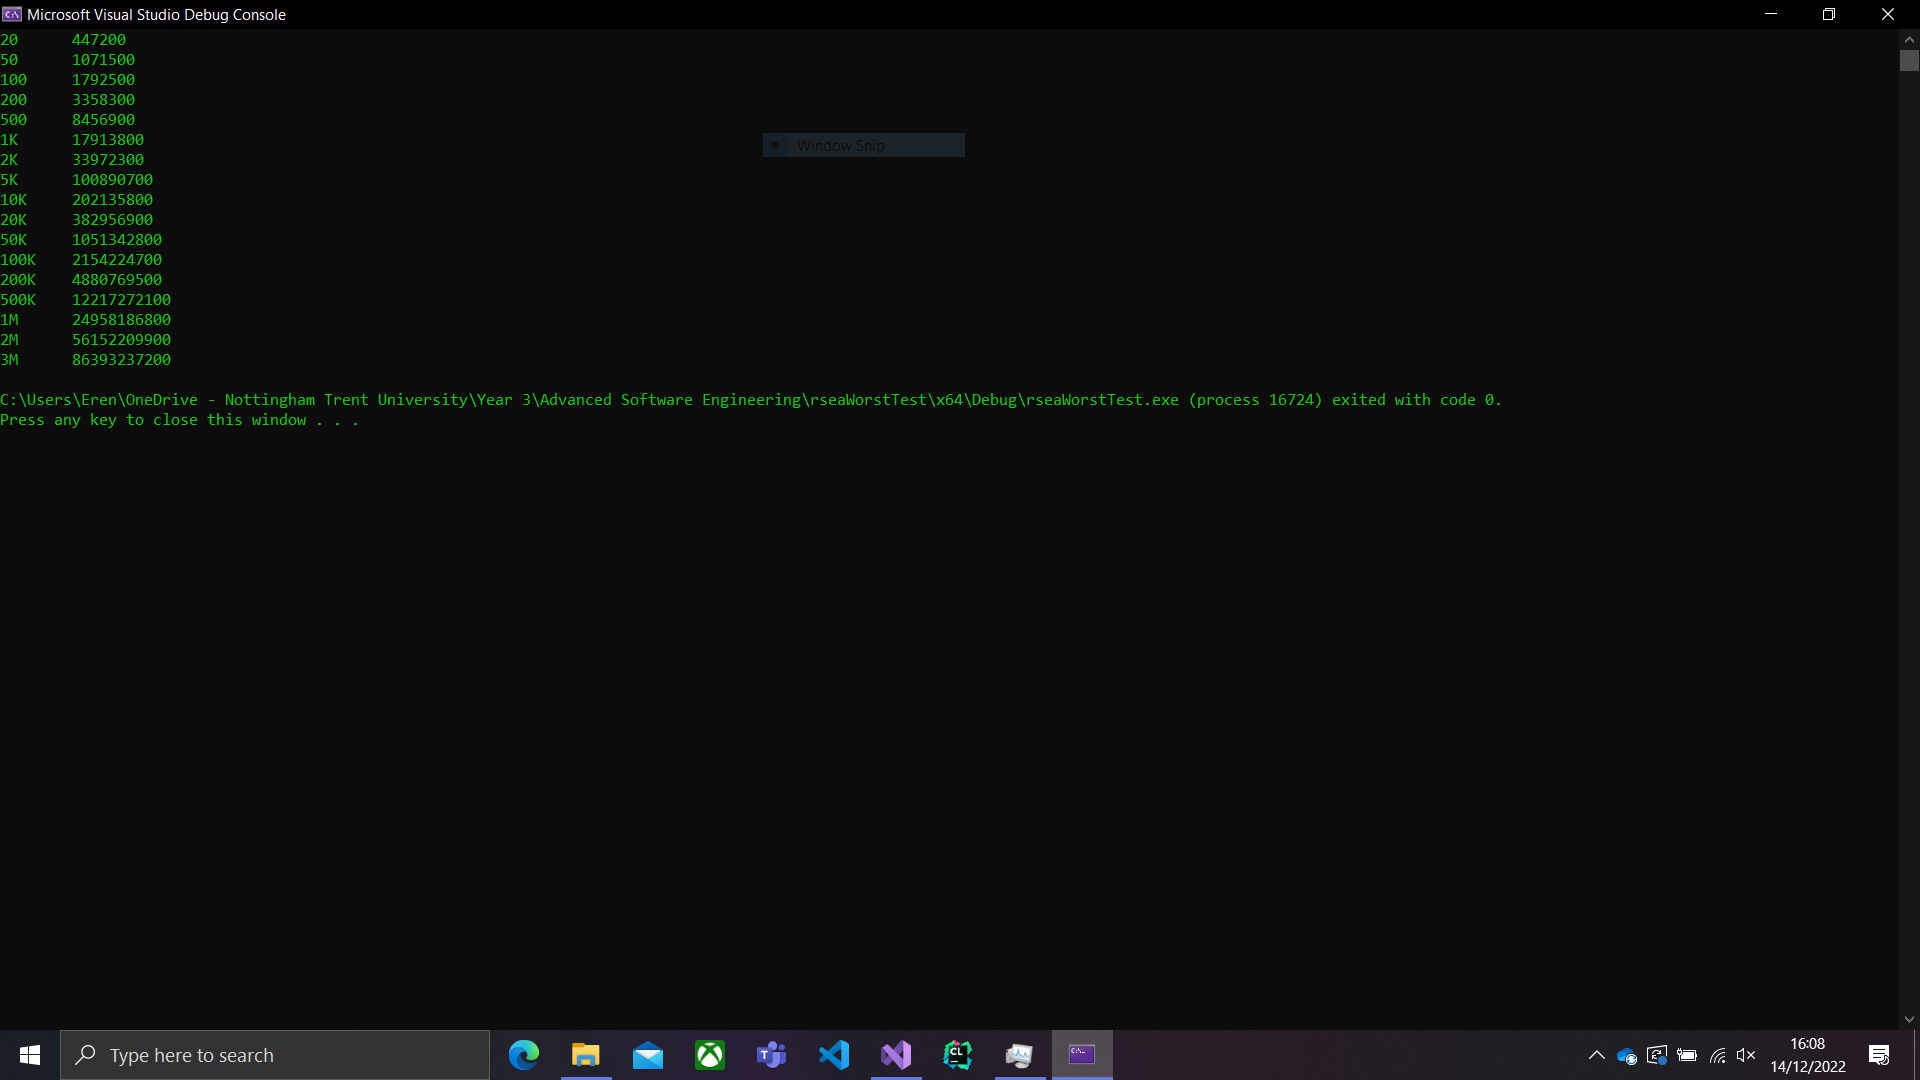 Microsoft Visual Studio Debug Console
20 447200
50 1071500
100 1792500
200 3358300
500 8456900
1K 17913800
2K 33972300
5K 100890700
10K 202135800
20K 382956900
50K 1051342800
100K 2154224700
200K 4880769500
500K 12217272100
1M 24958186800
2M 56152209900
3M 86393237200
Window Snip
C:\Users\Eren\OneDrive - Nottingham Trent University\Year 3\Advanced Software Engineering\rseaWorstTest\x64\Debug\rseaWorstTest.exe (process 16724) exited with code 0.
Press any key to close this window . . .
Type here to search
16:08
14/12/2022